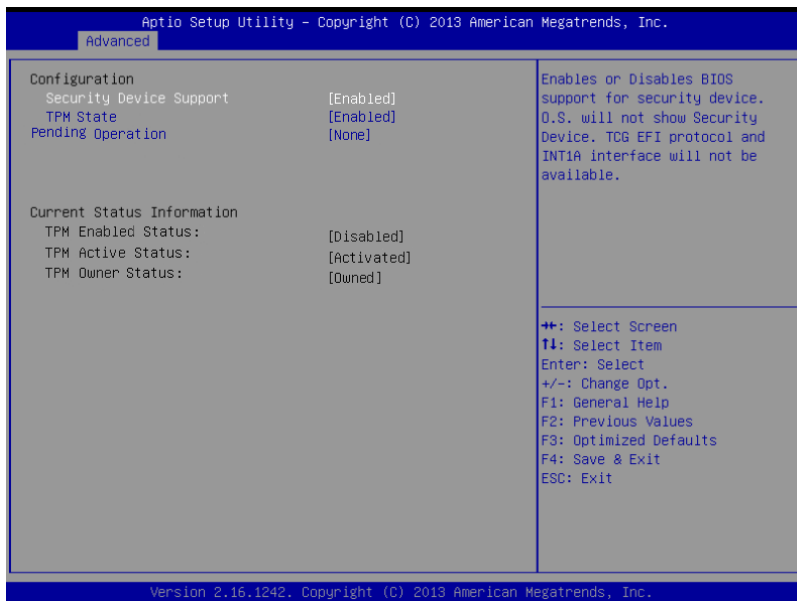 Aptio Setup Utility – Copyright (C) 2013 American Megatrends, Inc.
Advanced
Configuration
Security Device Support [Enabled]
TPM State [Enabled]
Pending Operation [None]
Current Status Information
TPM Enabled Status: [Disabled]
TPM Active Status: [Activated]
TPM Owner Status: [Owned]
Enables or Disables BIOS
support for security device.
O.S. will not show Security
Device. TCG EFI protocol and
INT1A interface will not be
available.
→←: Select Screen
↑↓: Select Item
Enter: Select
+/-: Change Opt.
F1: General Help
F2: Previous Values
F3: Optimized Defaults
F4: Save & Exit
ESC: Exit
Version 2.16.1242. Copyright (C) 2013 American Megatrends, Inc.